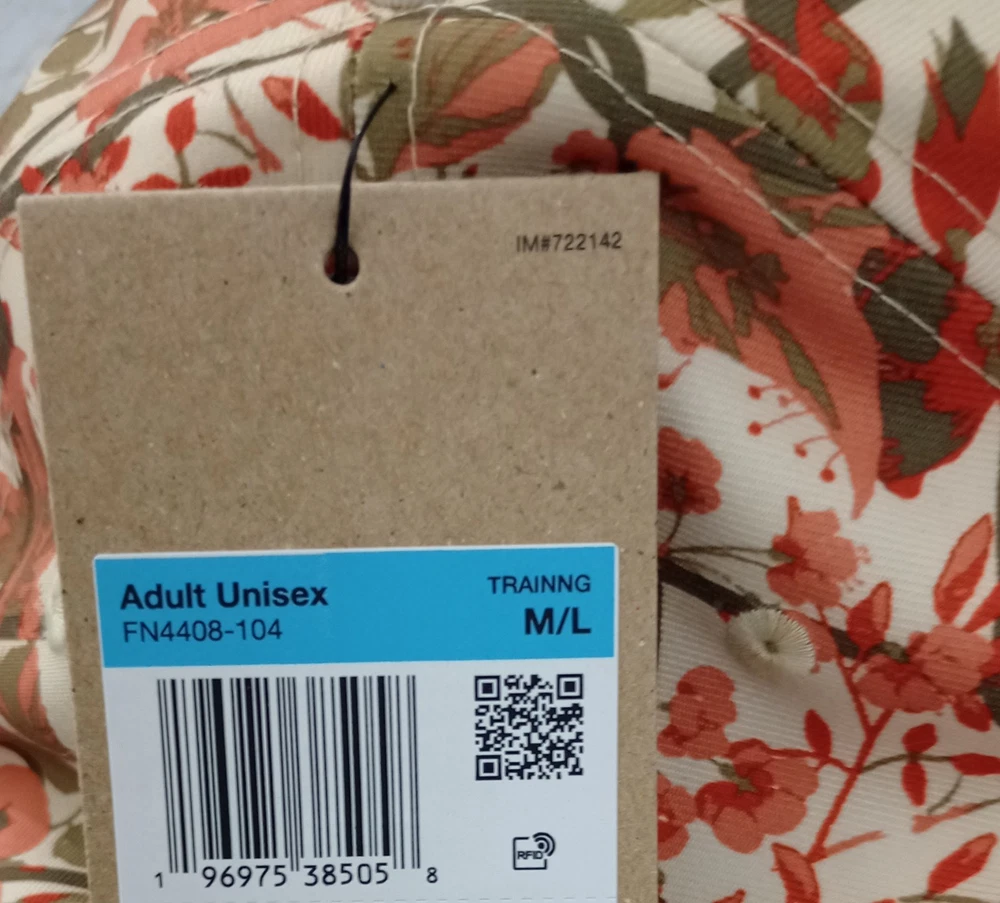 IM#722142
Adult Unisex
TRAINNG
FN4408-104
M/L
RFID
1 96975 38505 8